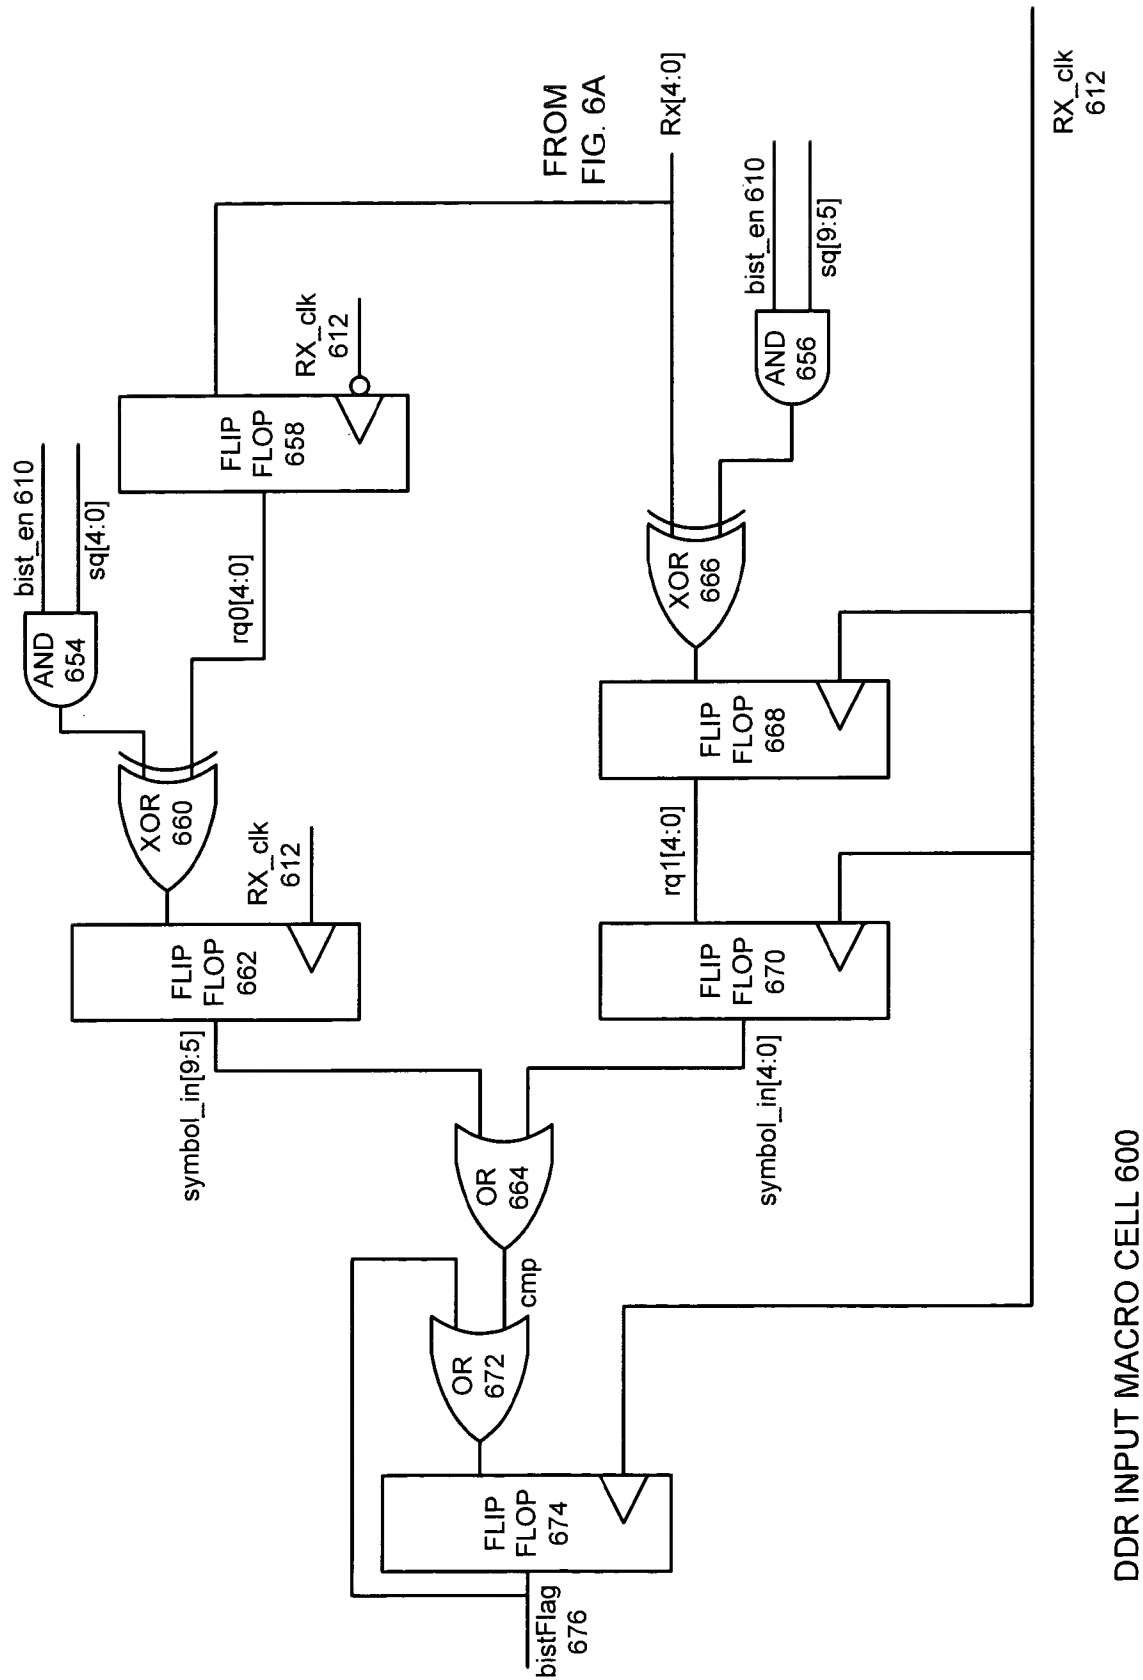 FROM
FIG. 6A
Rx[4:0]
RX_clk
612
bist_en 610
sq[9:5]
AND
656
RX_clk
612
FLIP
FLOP
658
bist_en 610
sq[4:0]
AND
654
rq0[4:0]
XOR
666
FLIP
FLOP
668
XOR
660
RX_clk
612
rq1[4:0]
FLIP
FLOP
662
FLIP
FLOP
670
symbol_in[9:5]
symbol_in[4:0]
OR
664
cmp
OR
672
FLIP
FLOP
674
bistFlag
676
DDR INPUT MACRO CELL 600